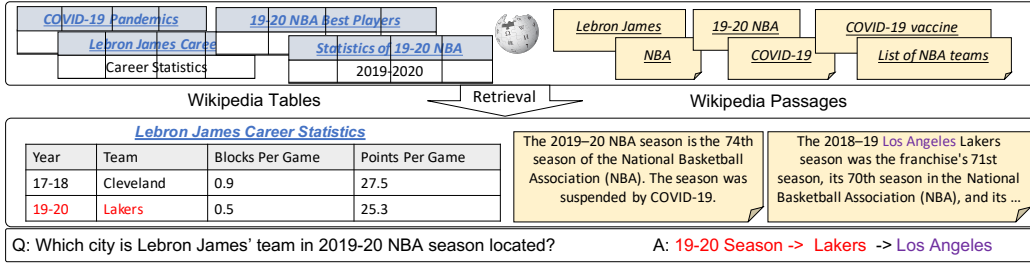 COVID-19 Pandemics
19-20 NBA Best Players
Lebron James Caree
Career Statistics
Statistics of 19-20 NBA
2019-2020
Lebron James
19-20 NBA
COVID-19 vaccine
NBA
COVID-19
List of NBA teams
Wikipedia Tables
Retrieval
Wikipedia Passages
Lebron James Career Statistics
Year Team Blocks Per Game Points Per Game
17-18 Cleveland 0.9 27.5
19-20 Lakers 0.5 25.3
The 2019–20 NBA season is the 74th
season of the National Basketball
Association (NBA). The season was
suspended by COVID-19.
The 2018–19 Los Angeles Lakers
season was the franchise's 71st
season, its 70th season in the National
Basketball Association (NBA), and its ...
Q: Which city is Lebron James' team in 2019-20 NBA season located?
A: 19-20 Season -> Lakers -> Los Angeles